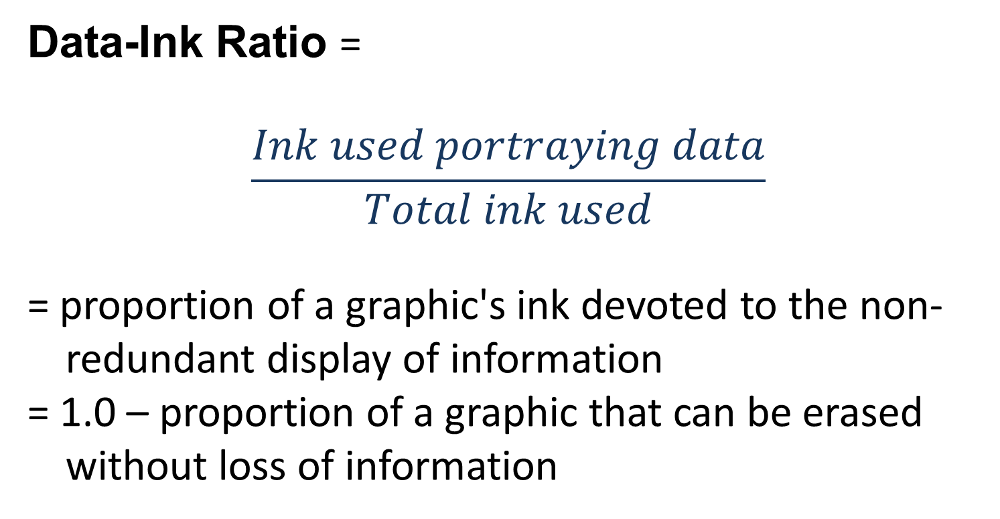 Data-Ink Ratio =
Ink used portraying data
Total ink used
= proportion of a graphic's ink devoted to the non-
redundant display of information
= 1.0 – proportion of a graphic that can be erased
without loss of information